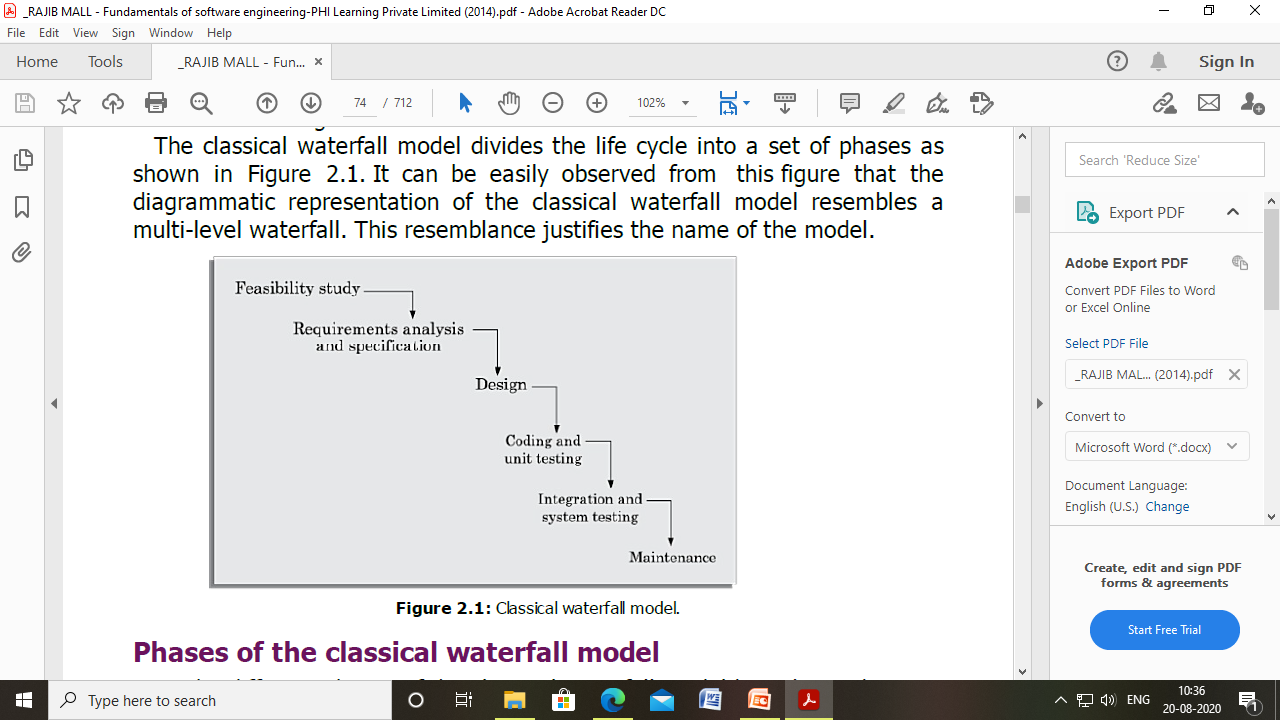 _RAJIB MALL - Fundamentals of software engineering-PHI Learning Private Limited (2014).pdf - Adobe Acrobat Reader DC
File Edit View Sign Window Help
Home Tools _RAJIB MALL - Fun... × ? Sign In
74 / 712 102%
The classical waterfall model divides the life cycle into a set of phases as
shown in Figure 2.1. It can be easily observed from this figure that the
diagrammatic representation of the classical waterfall model resembles a
multi-level waterfall. This resemblance justifies the name of the model.
Feasibility study
Requirements analysis
and specification
Design
Coding and
unit testing
Integration and
system testing
Maintenance
Figure 2.1: Classical waterfall model.
Phases of the classical waterfall model
Search 'Reduce Size'
Export PDF
Adobe Export PDF
Convert PDF Files to Word
or Excel Online
Select PDF File
_RAJIB MAL... (2014).pdf
Convert to
Microsoft Word (*.docx)
Document Language:
English (U.S.) Change
Create, edit and sign PDF
forms & agreements
Start Free Trial
Type here to search
ENG
10:36
20-08-2020
1